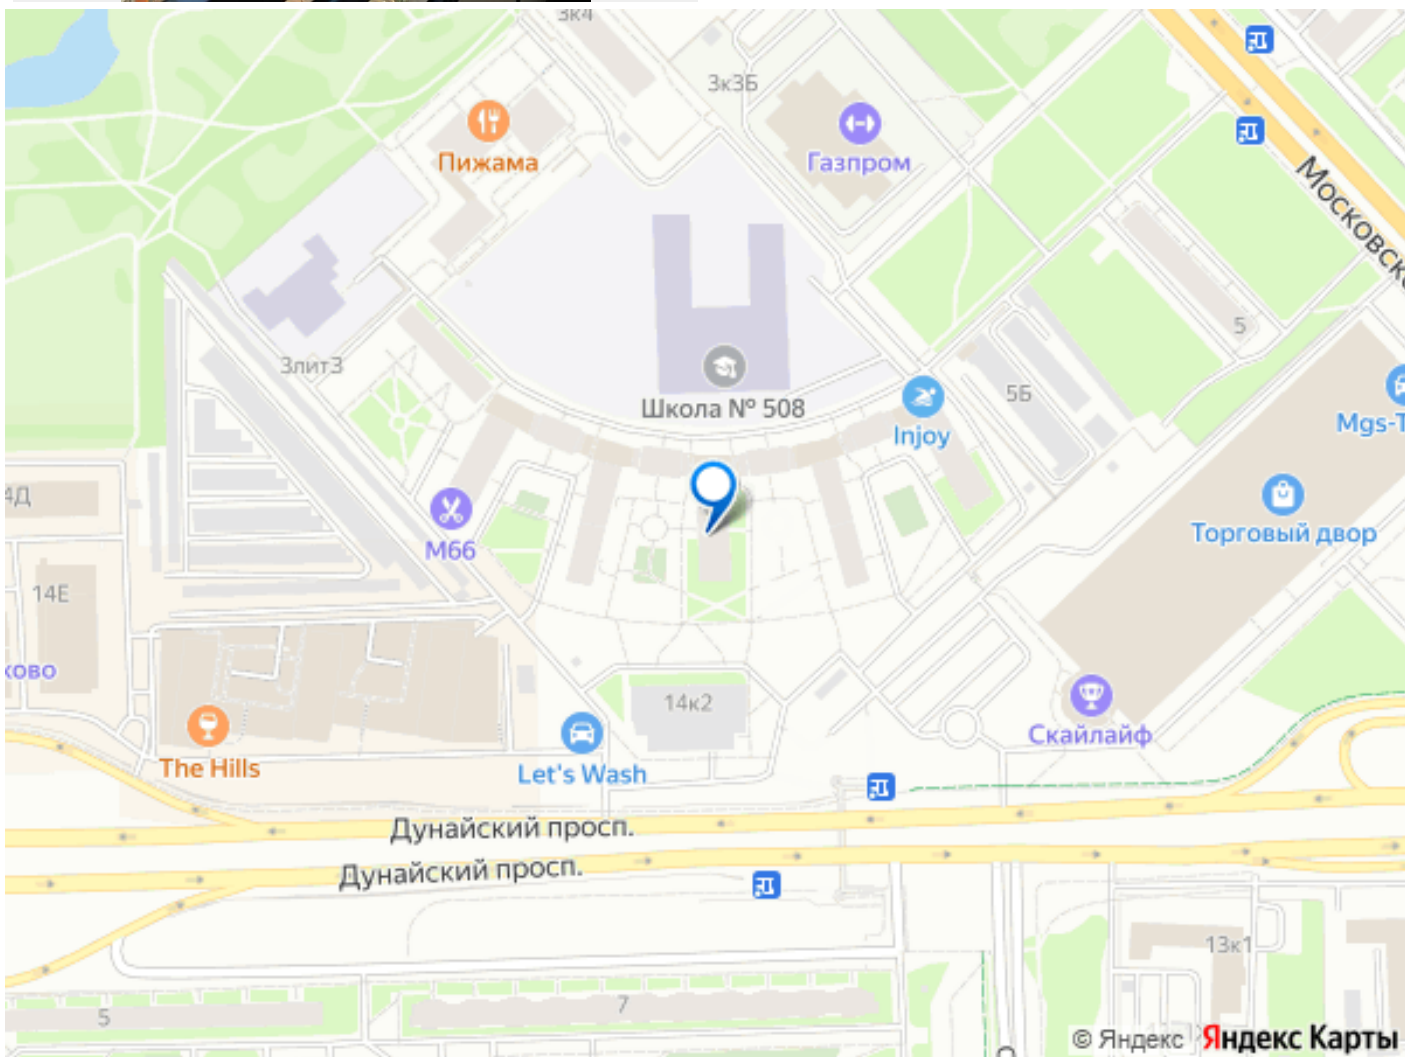 3к4
3к3Б
Пижама
Газпром
Московск
5
3лит3
Школа № 508
5Б
Injoy
Mgs-T
4Д
М66
Торговый двор
14Е
ково
14к2
Скайлайф
The Hills
Let's Wash
Дунайский просп.
Дунайский просп.
13к1
5
7
© Яндекс Яндекс Карты